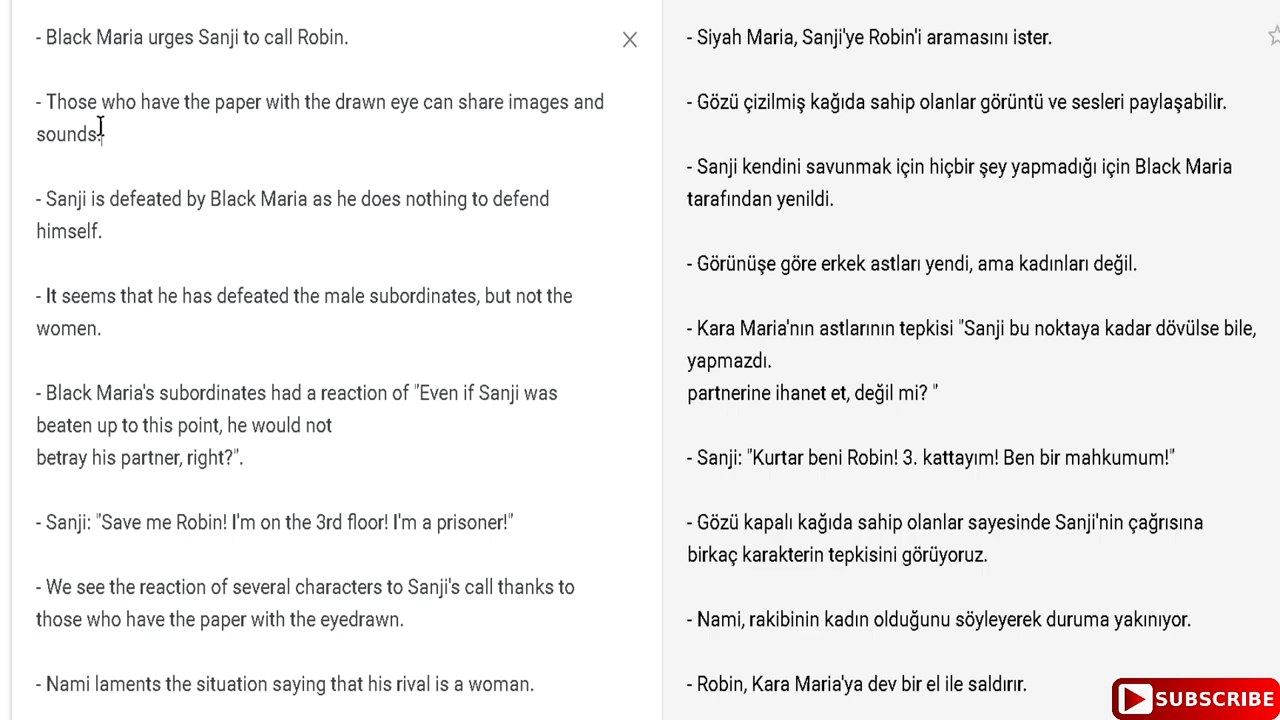 - Black Maria urges Sanji to call Robin.
- Those who have the paper with the drawn eye can share images and
sounds.
- Sanji is defeated by Black Maria as he does nothing to defend
himself.
- It seems that he has defeated the male subordinates, but not the
women.
- Black Maria's subordinates had a reaction of "Even if Sanji was
beaten up to this point, he would not
betray his partner, right?".
- Sanji: "Save me Robin! I'm on the 3rd floor! I'm a prisoner!"
- We see the reaction of several characters to Sanji's call thanks to
those who have the paper with the eyedrawn.
- Nami laments the situation saying that his rival is a woman.
- Siyah Maria, Sanji'ye Robin'i aramasını ister.
- Gözü çizilmiş kağıda sahip olanlar görüntü ve sesleri paylaşabilir.
- Sanji kendini savunmak için hiçbir şey yapmadığı için Black Maria
tarafından yenildi.
- Görünüşe göre erkek astları yendi, ama kadınları değil.
- Kara Maria'nın astlarının tepkisi "Sanji bu noktaya kadar dövülse bile,
yapmazdı.
partnerine ihanet et, değil mi? "
- Sanji: "Kurtar beni Robin! 3. kattayım! Ben bir mahkumum!"
- Gözü kapalı kağıda sahip olanlar sayesinde Sanji'nin çağrısına
birkaç karakterin tepkisini görüyoruz.
- Nami, rakibinin kadın olduğunu söyleyerek duruma yakınıyor.
- Robin, Kara Maria'ya dev bir el ile saldırır.
SUBSCRIBE